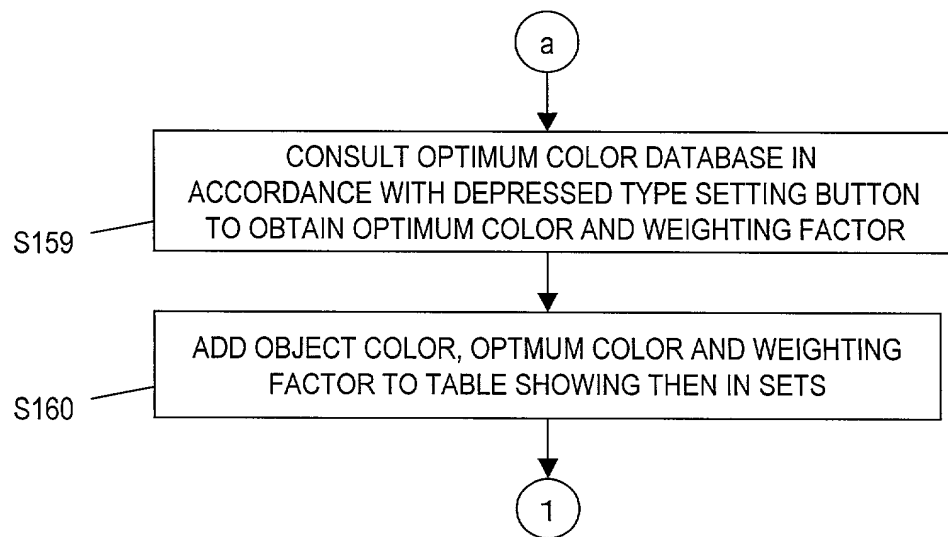 a
CONSULT OPTIMUM COLOR DATABASE IN
ACCORDANCE WITH DEPRESSED TYPE SETTING BUTTON
TO OBTAIN OPTIMUM COLOR AND WEIGHTING FACTOR
S159
ADD OBJECT COLOR, OPTMUM COLOR AND WEIGHTING
FACTOR TO TABLE SHOWING THEN IN SETS
S160
1